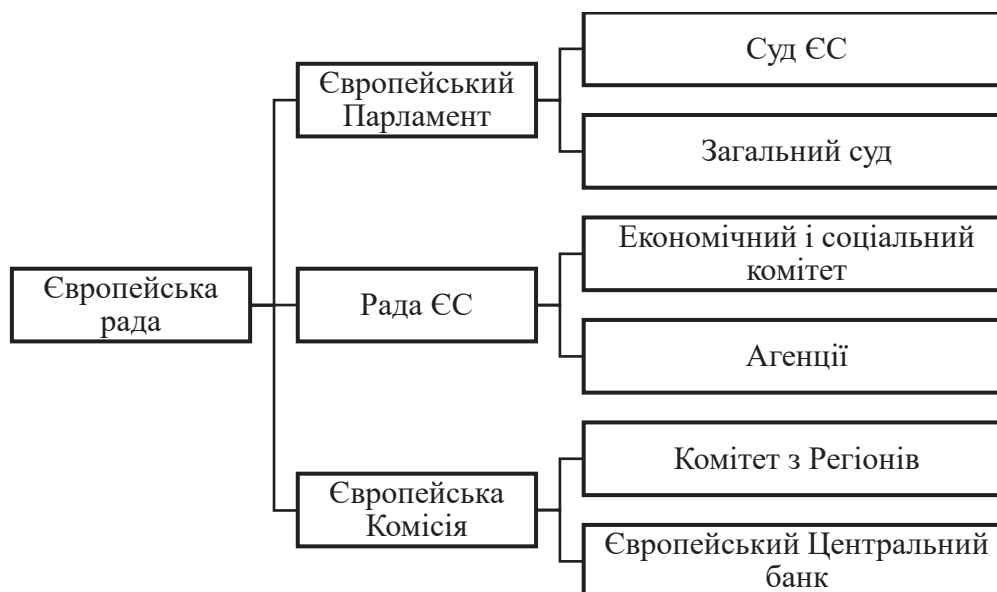 Європейська
рада
Європейський
Парламент
Суд ЄС
Загальний суд
Рада ЄС
Економічний і соціальний
комітет
Агенції
Європейська
Комісія
Комітет з Регіонів
Європейський Центральний
банк